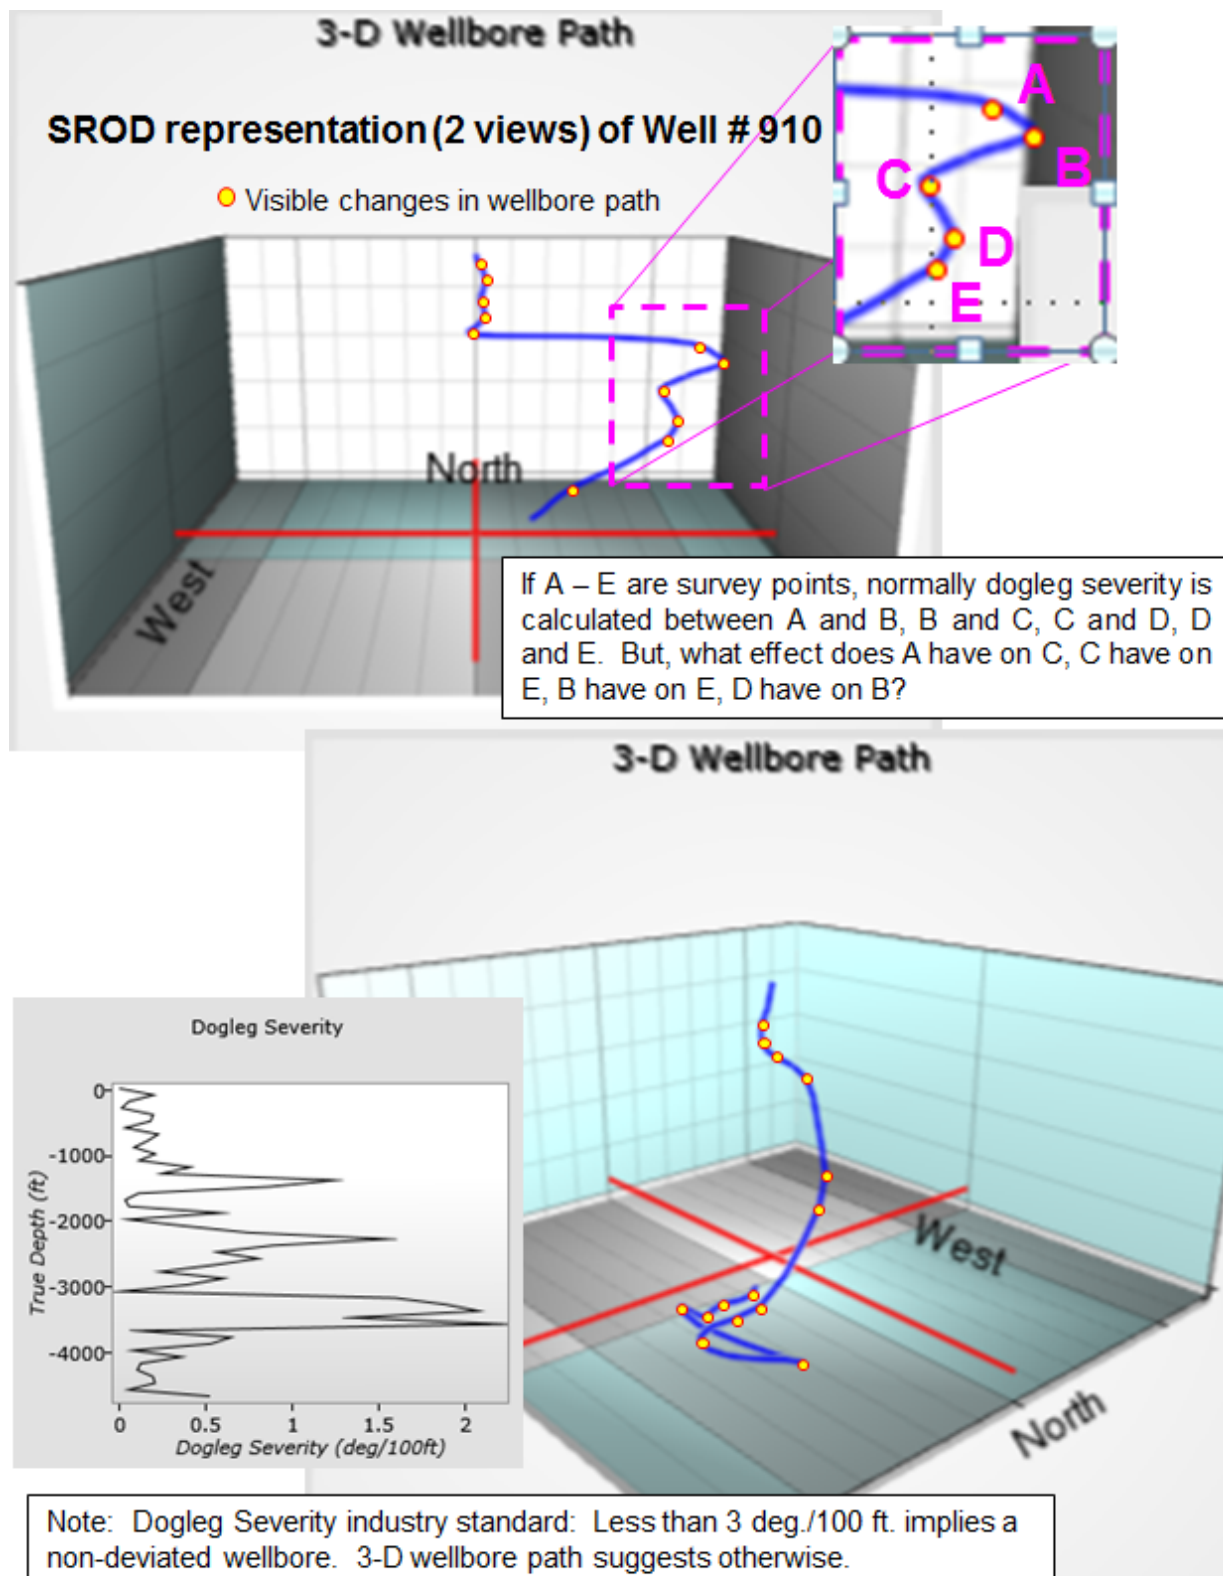 3-D Wellbore Path
SROD representation (2 views) of Well # 910
Visible changes in wellbore path
A
B
C
D
E
North
West
If A – E are survey points, normally dogleg severity is
calculated between A and B, B and C, C and D, D
and E. But, what effect does A have on C, C have on
E, B have on E, D have on B?
3-D Wellbore Path
West
North
Dogleg Severity
True Depth (ft)
0
-1000
-2000
-3000
-4000
0 0.5 1 1.5 2
Dogleg Severity (deg/100ft)
Note: Dogleg Severity industry standard: Less than 3 deg./100 ft. implies a
non-deviated wellbore. 3-D wellbore path suggests otherwise.